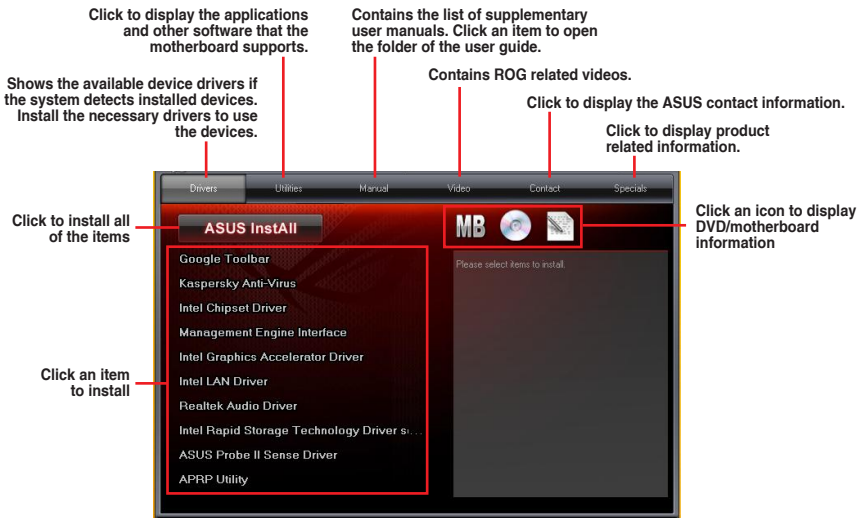 Click to display the applications
and other software that the
motherboard supports.
Contains the list of supplementary
user manuals. Click an item to open
the folder of the user guide.
Contains ROG related videos.
Shows the available device drivers if
the system detects installed devices.
Install the necessary drivers to use
the devices.
Click to display the ASUS contact information.
Click to display product
related information.
Drivers Utilities Manual Video Contact Specials
Click to install all
of the items
ASUS InstAll
MB
Click an icon to display
DVD/motherboard
information
Google Toolbar
Kaspersky Anti-Virus
Intel Chipset Driver
Management Engine Interface
Intel Graphics Accelerator Driver
Intel LAN Driver
Realtek Audio Driver
Intel Rapid Storage Technology Driver s...
ASUS Probe II Sense Driver
APRP Utility
Please select items to install.
Click an item
to install